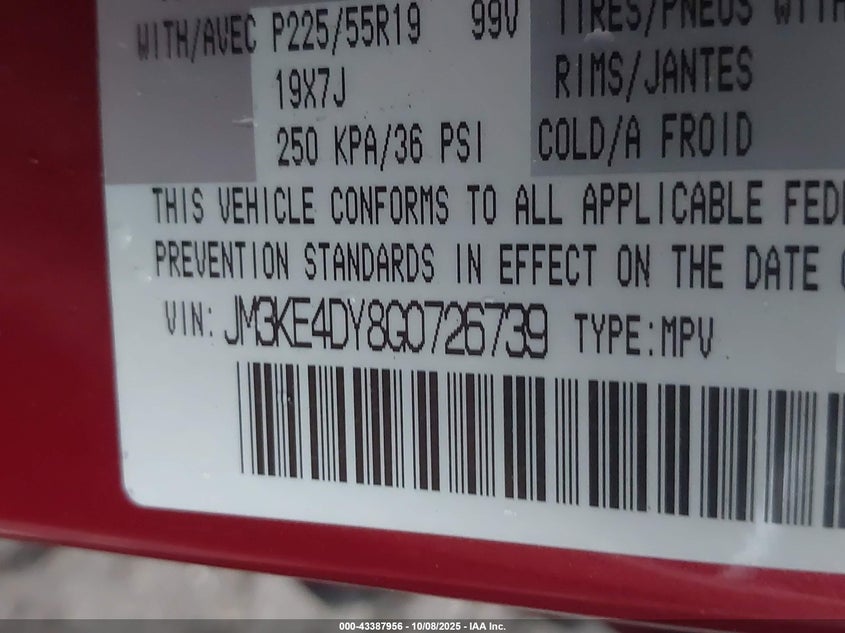 WITH/AVEC P225/55R19 99V TIRES/PNEUS WITH
19X7J RIMS/JANTES
250 KPA/36 PSI COLD/A FROID
THIS VEHICLE CONFORMS TO ALL APPLICABLE FEDE
PREVENTION STANDARDS IN EFFECT ON THE DATE
VIN: JM3KE4DY8G0726739 TYPE:MPV
000-43387956 - 10/08/2025 - IAA Inc.